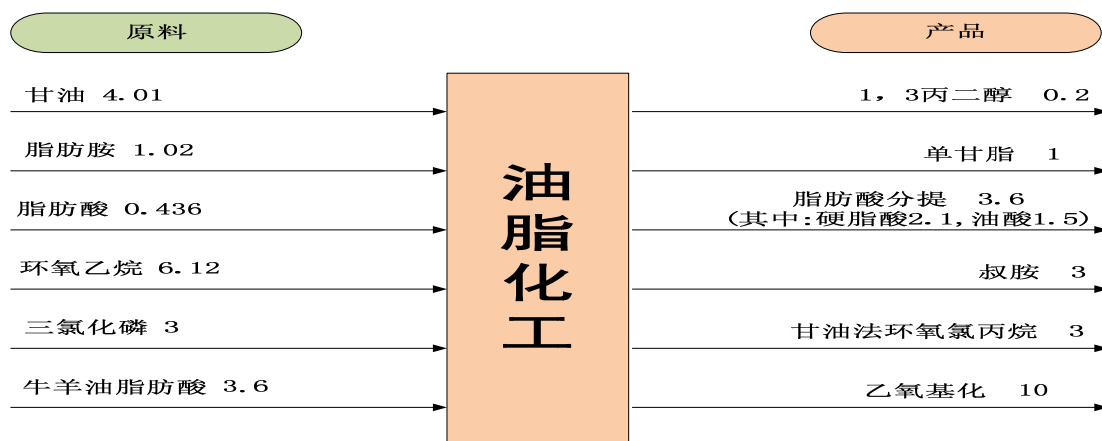 原料
产品
甘油 4.01
脂肪胺 1.02
脂肪酸 0.436
环氧乙烷 6.12
三氯化磷 3
牛羊油脂肪酸 3.6
油脂化工
1，3丙二醇 0.2
单甘脂 1
脂肪酸分提 3.6
(其中:硬脂酸2.1,油酸1.5)
叔胺 3
甘油法环氧氯丙烷 3
乙氧基化 10